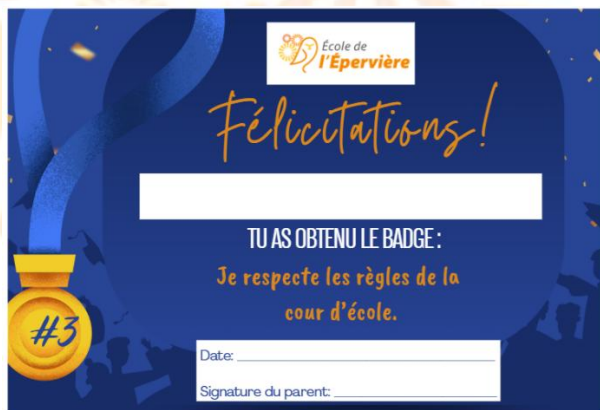 École de
l'Épervière
Félicitations!
TU AS OBTENU LE BADGE :
Je respecte les règles de la
cour d'école.
#3
Date:
Signature du parent: